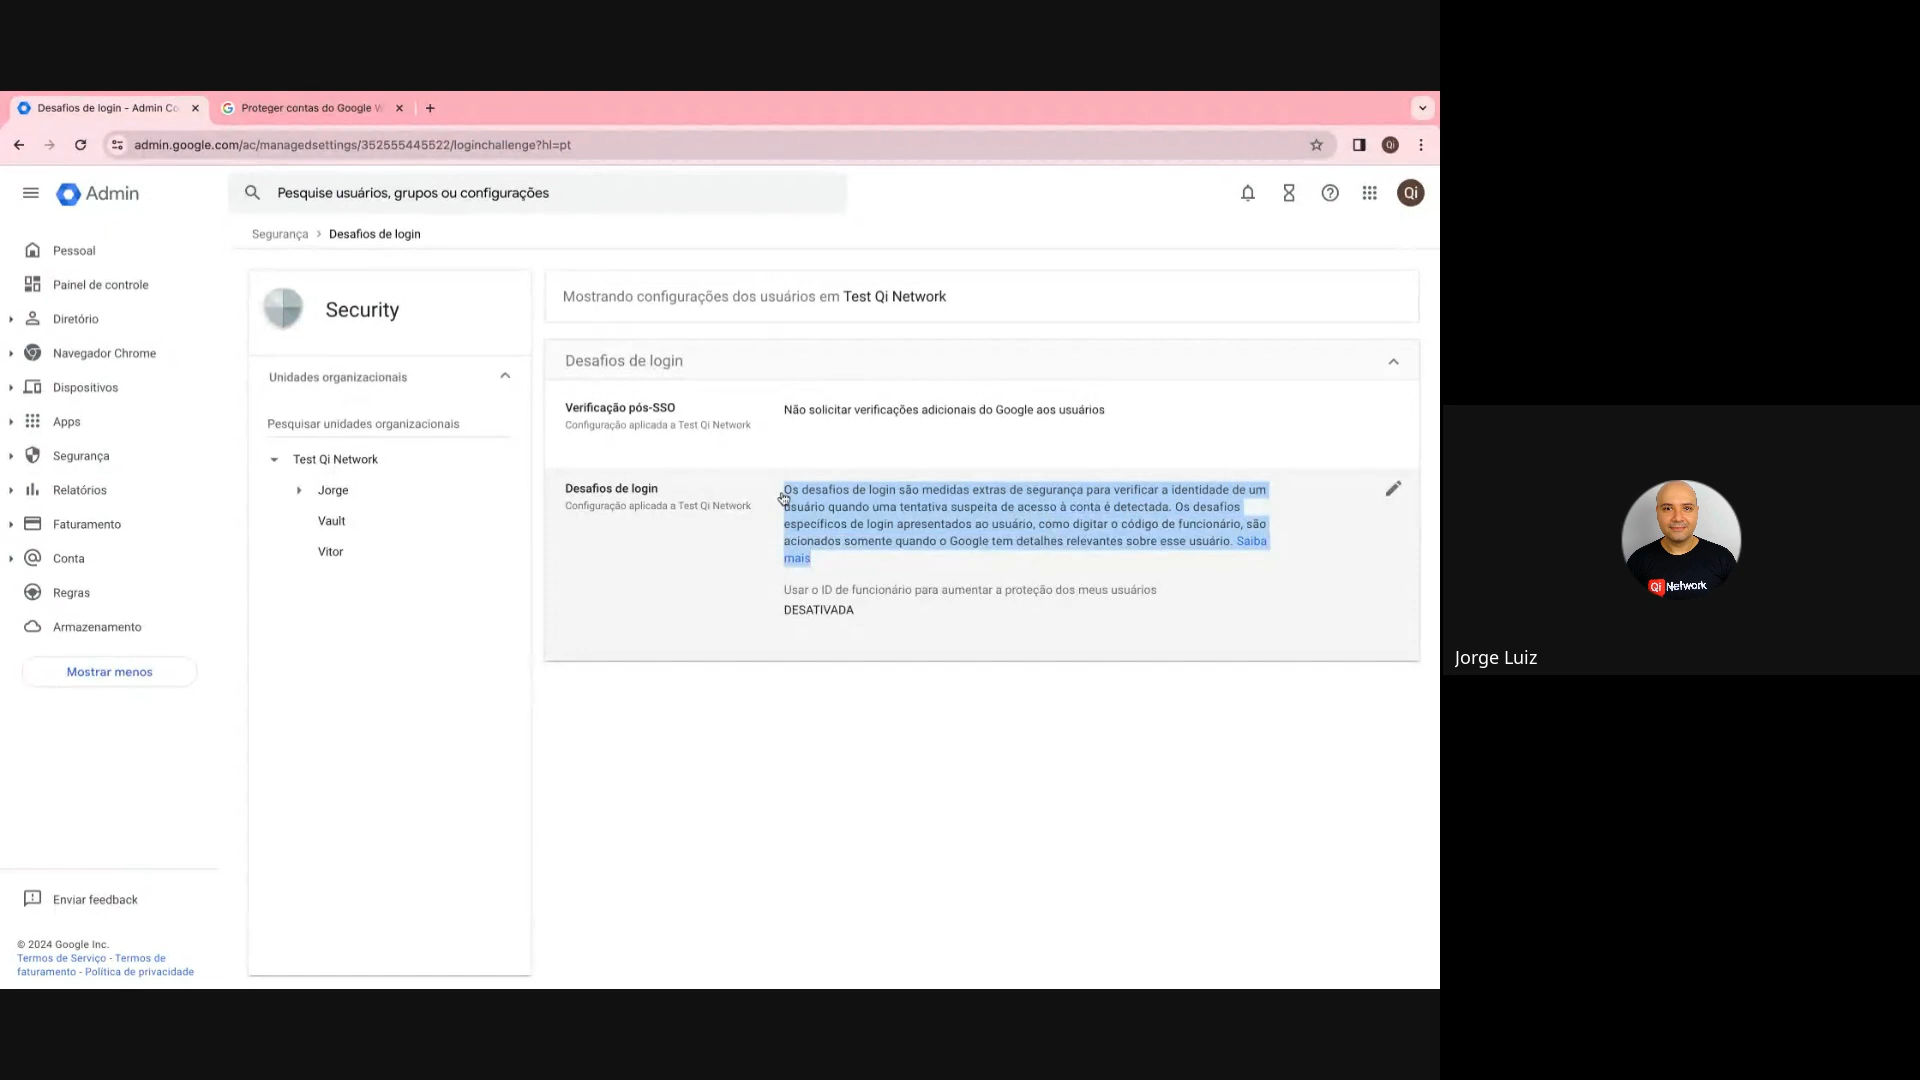 Desafios de login - Admin Co
Proteger contas do Google W
admin.google.com/ac/managedsettings/352555445522/loginchallenge?hl=pt
Qi
Admin
Pesquise usuários, grupos ou configurações
Qi
Segurança
Desafios de login
Pessoal
Painel de controle
Diretório
Navegador Chrome
Dispositivos
Apps
Segurança
Relatórios
Faturamento
Conta
Regras
Armazenamento
Mostrar menos
Enviar feedback
© 2024 Google Inc.
Termos de Serviço - Termos de
faturamento - Política de privacidade
Security
Unidades organizacionais
Pesquisar unidades organizacionais
Test Qi Network
Jorge
Vault
Vitor
Mostrando configurações dos usuários em Test Qi Network
Desafios de login
Verificação pós-SSO
Configuração aplicada a Test Qi Network
Não solicitar verificações adicionais do Google aos usuários
Desafios de login
Configuração aplicada a Test Qi Network
Os desafios de login são medidas extras de segurança para verificar a identidade de um
usuário quando uma tentativa suspeita de acesso à conta é detectada. Os desafios
específicos de login apresentados ao usuário, como digitar o código de funcionário, são
acionados somente quando o Google tem detalhes relevantes sobre esse usuário. Saiba
mais
Usar o ID de funcionário para aumentar a proteção dos meus usuários
DESATIVADA
Qi Network
Jorge Luiz